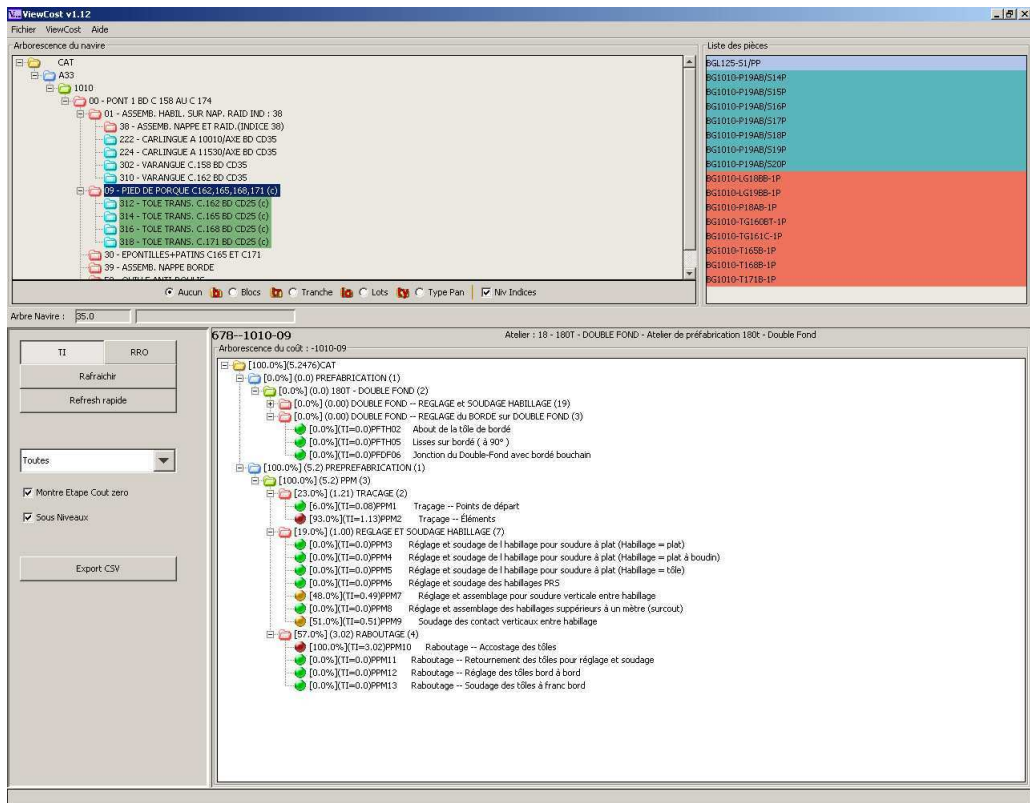 ViewCost v1.12
Fichier ViewCost Aide
Arborescence du navire
CAT
A33
1010
00 - PONT 1 BD C 158 AU C 174
01 - ASSEMB. HABIL. SUR NAP. RAID IND : 38
38 - ASSEMB. NAPPE ET RAID.(INDICE 38)
222 - CARLINGUE A 10010/AXE BD CD35
224 - CARLINGUE A 11530/AXE BD CD35
302 - VARANGUE C.158 BD CD35
310 - VARANGUE C.162 BD CD35
09 - PIED DE PORQUE C162,165,168,171 (c)
312 - TOLE TRANS. C.162 BD CD25 (c)
314 - TOLE TRANS. C.165 BD CD25 (c)
316 - TOLE TRANS. C.168 BD CD25 (c)
318 - TOLE TRANS. C.171 BD CD25 (c)
30 - EPONTILLES+PATINS C165 ET C171
39 - ASSEMB. NAPPE BORDE
Aucun Blocs Tranche Lots Type Pan Niv Indices
Liste des pièces
BGL125-S1/PP
BG1010-P19AB/S14P
BG1010-P19AB/S15P
BG1010-P19AB/S16P
BG1010-P19AB/S17P
BG1010-P19AB/S18P
BG1010-P19AB/S19P
BG1010-P19AB/S20P
BG1010-LG18BB-1P
BG1010-LG19BB-1P
BG1010-P18AB-1P
BG1010-TG160BT-1P
BG1010-TG161C-1P
BG1010-T165B-1P
BG1010-T168B-1P
BG1010-T171B-1P
Arbre Navire : 35.0
TI RRO
Rafraichir
Refresh rapide
Toutes
Montre Etape Cout zero
Sous Niveaux
Export CSV
678--1010-09 Atelier : 18 - 180T - DOUBLE FOND - Atelier de préfabrication 180t - Double Fond
Arborescence du coût : -1010-09
[100.0%](5.2476)CAT
[0.0%] (0.0) PREFABRICATION (1)
[0.0%] (0.0) 180T - DOUBLE FOND (2)
[0.0%] (0.00) DOUBLE FOND -- REGLAGE et SOUDAGE HABILLAGE (19)
[0.0%] (0.00) DOUBLE FOND -- REGLAGE du BORDE sur DOUBLE FOND (3)
[0.0%](TI=0.0)PFTH02 About de la tôle de bordé
[0.0%](TI=0.0)PFTH05 Lisses sur bordé ( à 90° )
[0.0%](TI=0.0)PFDF06 Jonction du Double-Fond avec bordé bouchain
[100.0%] (5.2) PREPREFABRICATION (1)
[100.0%] (5.2) PPM (3)
[23.0%] (1.21) TRACAGE (2)
[6.0%](TI=0.08)PPM1 Traçage -- Points de départ
[93.0%](TI=1.13)PPM2 Traçage -- Éléments
[19.0%] (1.00) REGLAGE ET SOUDAGE HABILLAGE (7)
[0.0%](TI=0.0)PPM3 Réglage et soudage de l habillage pour soudure à plat (Habillage = plat)
[0.0%](TI=0.0)PPM4 Réglage et soudage de l habillage pour soudure à plat (Habillage = plat à boudin)
[0.0%](TI=0.0)PPM5 Réglage et soudage de l habillage pour soudure à plat (Habillage = tôle)
[0.0%](TI=0.0)PPM6 Réglage et soudage des habillages PRS
[48.0%](TI=0.49)PPM7 Réglage et assemblage pour soudure verticale entre habillage
[0.0%](TI=0.0)PPM8 Réglage et assemblage des habillages suppérieurs à un mètre (surcout)
[51.0%](TI=0.51)PPM9 Soudage des contact verticaux entre habillage
[57.0%] (3.02) RABOUTAGE (4)
[100.0%](TI=3.02)PPM10 Raboutage -- Accostage des tôles
[0.0%](TI=0.0)PPM11 Raboutage -- Retournement des tôles pour réglage et soudage
[0.0%](TI=0.0)PPM12 Raboutage -- Réglage des tôles bord à bord
[0.0%](TI=0.0)PPM13 Raboutage -- Soudage des tôles à franc bord